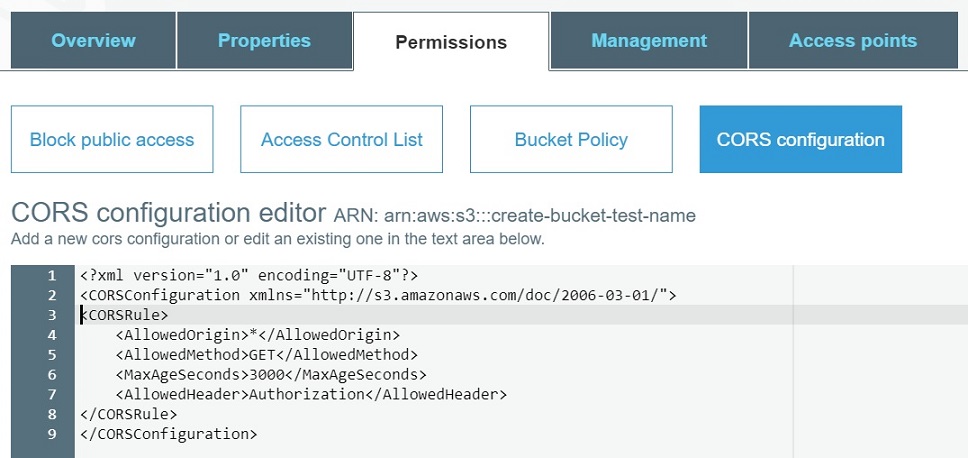 Overview Properties Permissions Management Access points
Block public access Access Control List Bucket Policy CORS configuration
CORS configuration editor ARN: arn:aws:s3:::create-bucket-test-name
Add a new cors configuration or edit an existing one in the text area below.
1 <?xml version="1.0" encoding="UTF-8"?>
2 <CORSConfiguration xmlns="http://s3.amazonaws.com/doc/2006-03-01/">
3 <CORSRule>
4     <AllowedOrigin>*</AllowedOrigin>
5     <AllowedMethod>GET</AllowedMethod>
6     <MaxAgeSeconds>3000</MaxAgeSeconds>
7     <AllowedHeader>Authorization</AllowedHeader>
8 </CORSRule>
9 </CORSConfiguration>